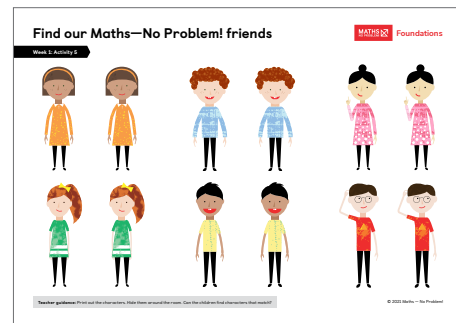 Find our Maths—No Problem! friends
MATHS
NO PROBLEM!
Foundations
Week 1: Activity 5
Teacher guidance: Print out the characters. Hide them around the room. Can the children find characters that match?
© 2021 Maths — No Problem!